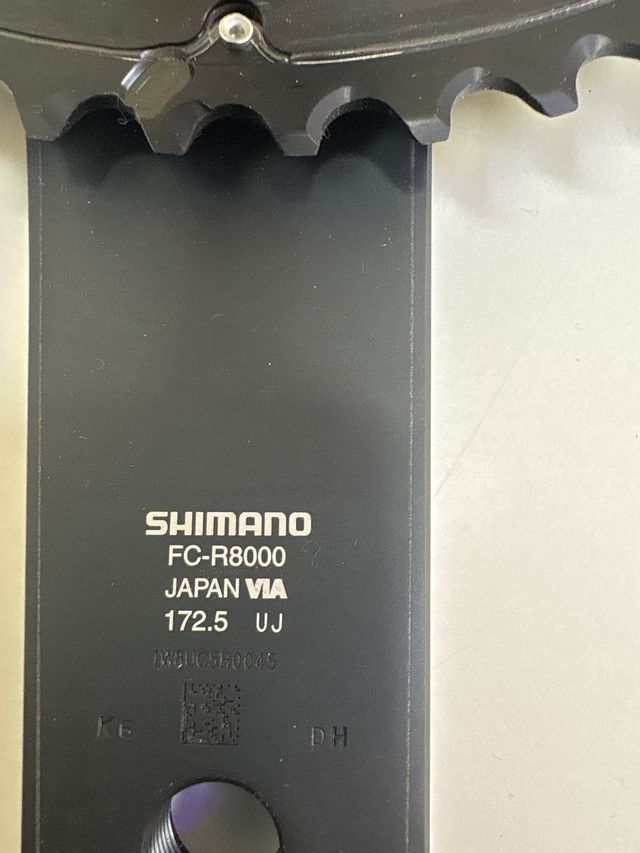 SHIMANO
FC-R8000
JAPAN VIA
172.5 UJ
K6 DH